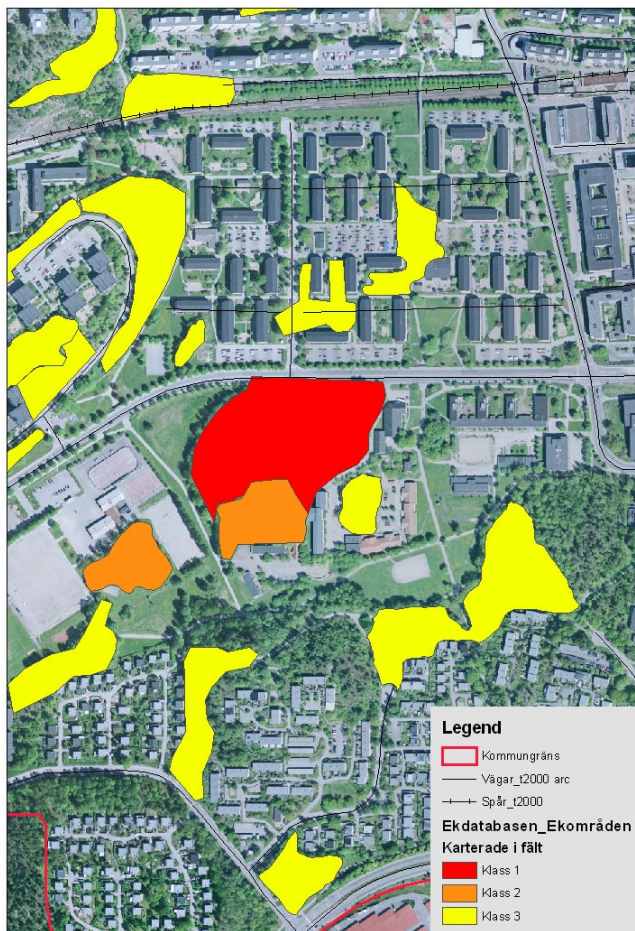 Legend
Kommungräns
Vägar_t2000 arc
Spår_t2000
Ekdatabasen_Ekområden
Karterade i fält
Klass 1
Klass 2
Klass 3